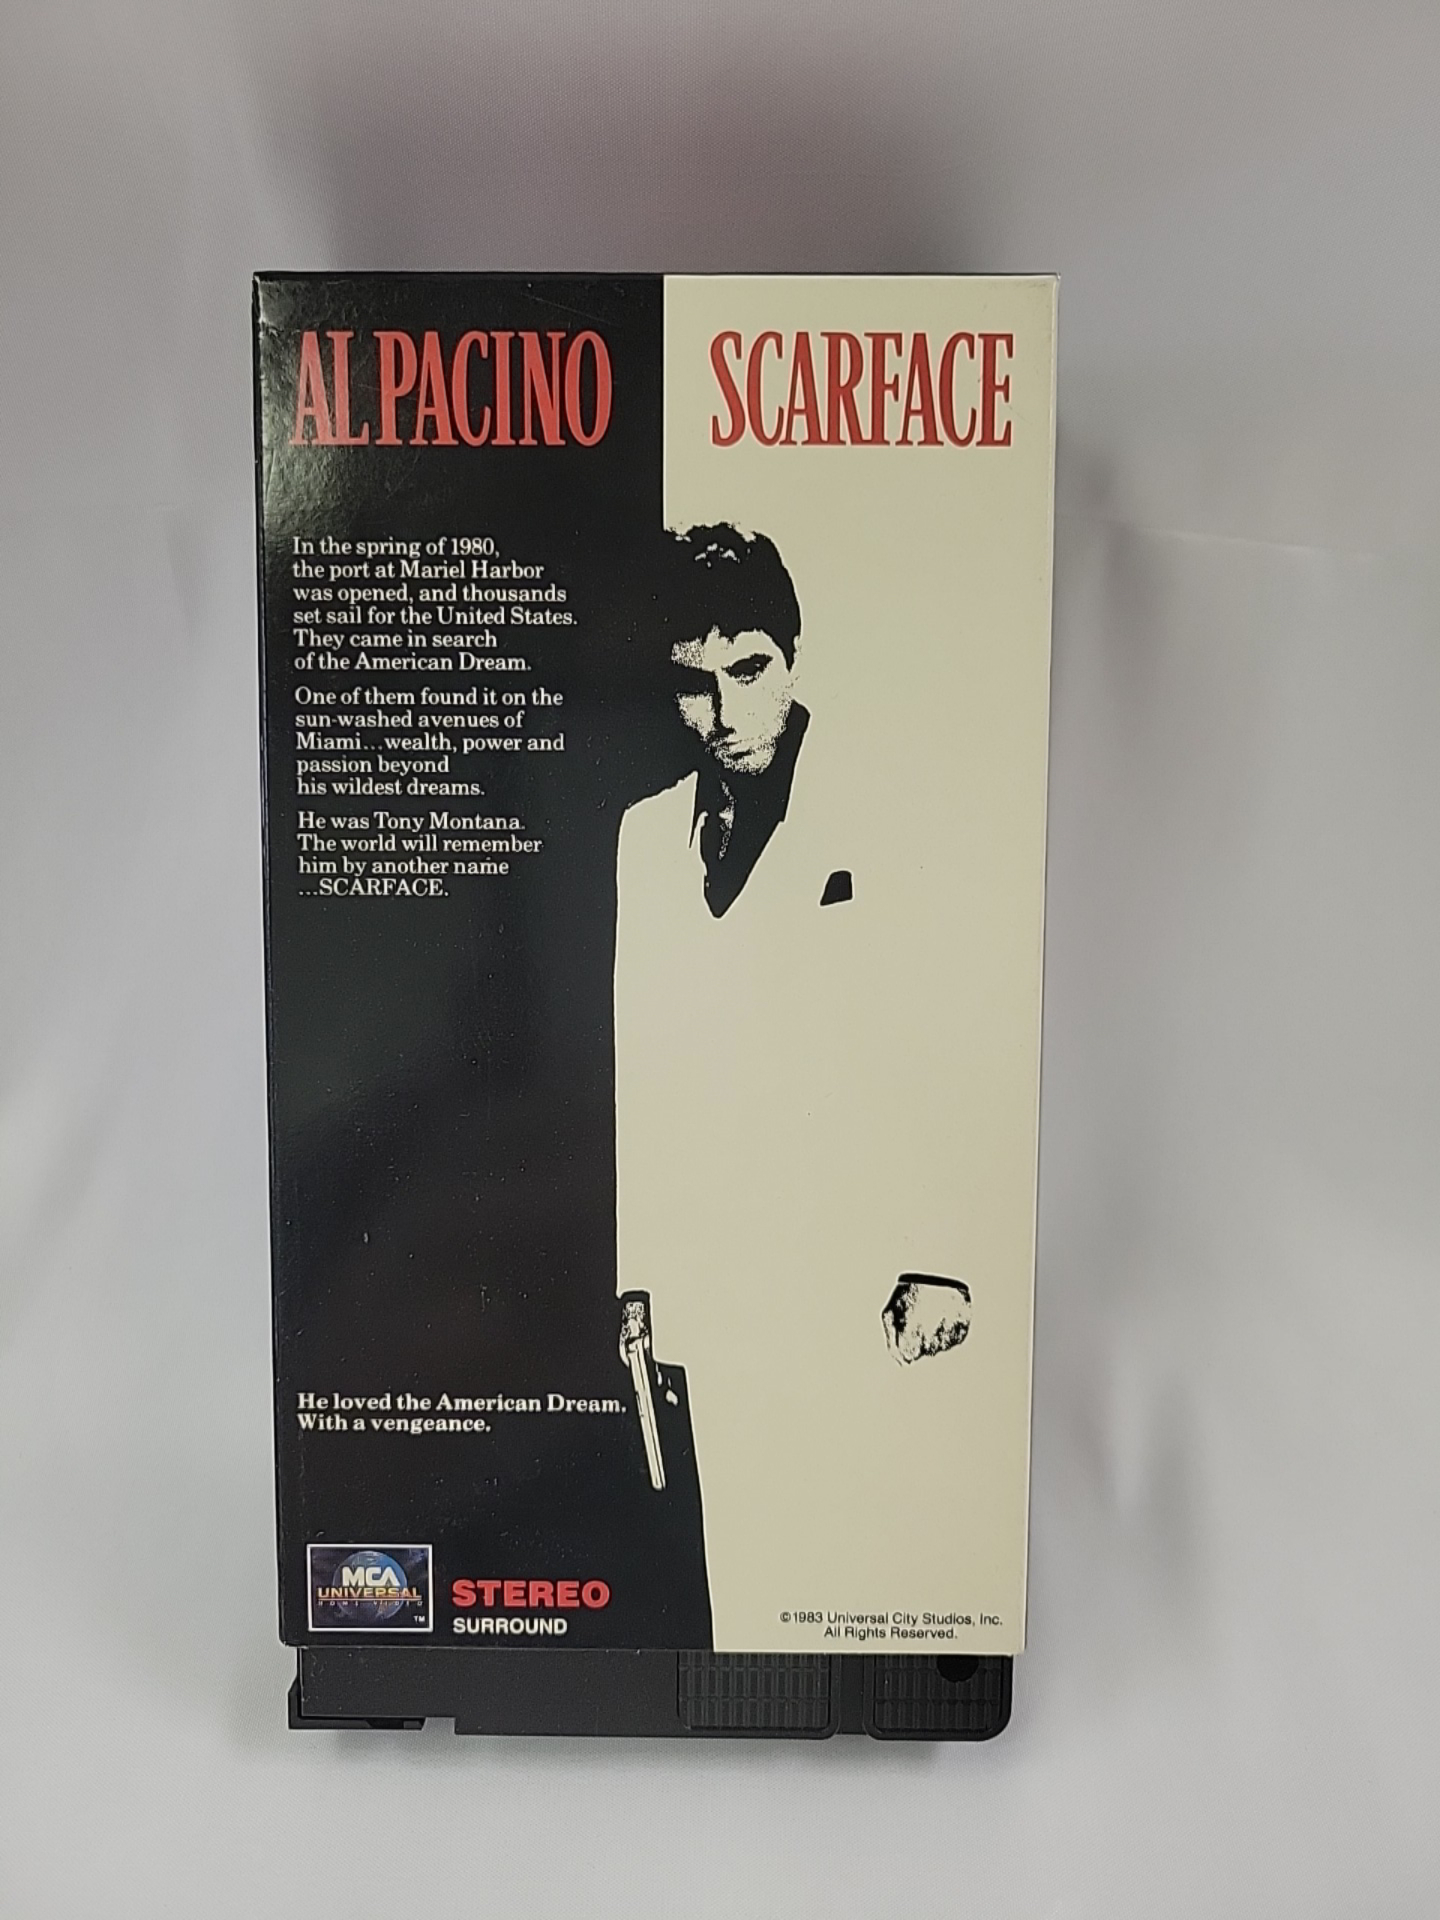 AL PACINO
SCARFACE
In the spring of 1980,
the port at Mariel Harbor
was opened, and thousands
set sail for the United States.
They came in search
of the American Dream.
One of them found it on the
sun-washed avenues of
Miami...wealth, power and
passion beyond
his wildest dreams.
He was Tony Montana.
The world will remember
him by another name
...SCARFACE.
He loved the American Dream.
With a vengeance.
MCA
UNIVERSAL
HOME VIDEO
TM
STEREO
SURROUND
©1983 Universal City Studios, Inc.
All Rights Reserved.